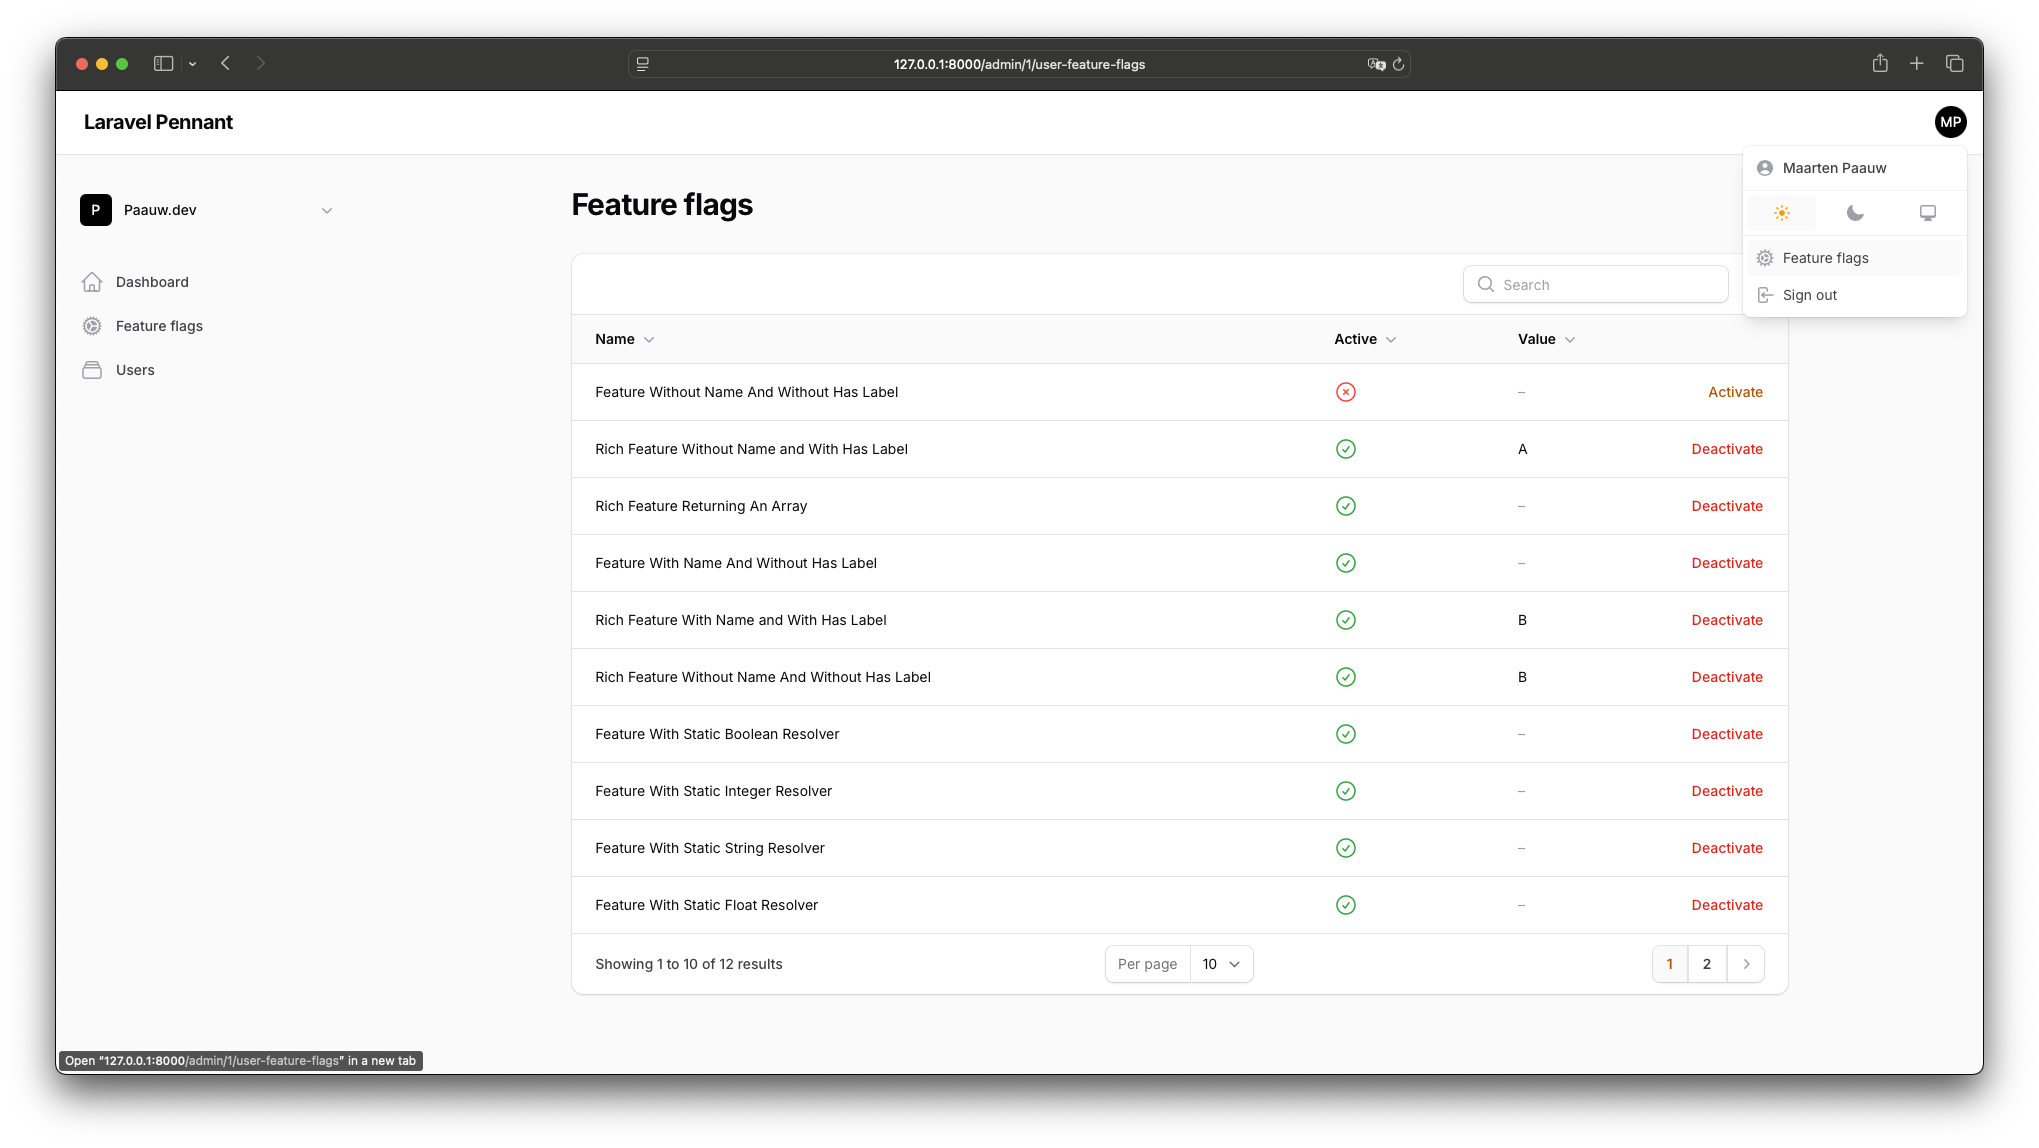 127.0.0.1:8000/admin/1/user-feature-flags
Laravel Pennant
MP
Maarten Paauw
Feature flags
Sign out
P Paauw.dev
Dashboard
Feature flags
Users
Feature flags
Search
Name Active Value
Feature Without Name And Without Has Label – Activate
Rich Feature Without Name and With Has Label A Deactivate
Rich Feature Returning An Array – Deactivate
Feature With Name And Without Has Label – Deactivate
Rich Feature With Name and With Has Label B Deactivate
Rich Feature Without Name And Without Has Label B Deactivate
Feature With Static Boolean Resolver – Deactivate
Feature With Static Integer Resolver – Deactivate
Feature With Static String Resolver – Deactivate
Feature With Static Float Resolver – Deactivate
Showing 1 to 10 of 12 results Per page 10 1 2
Open “127.0.0.1:8000/admin/1/user-feature-flags” in a new tab